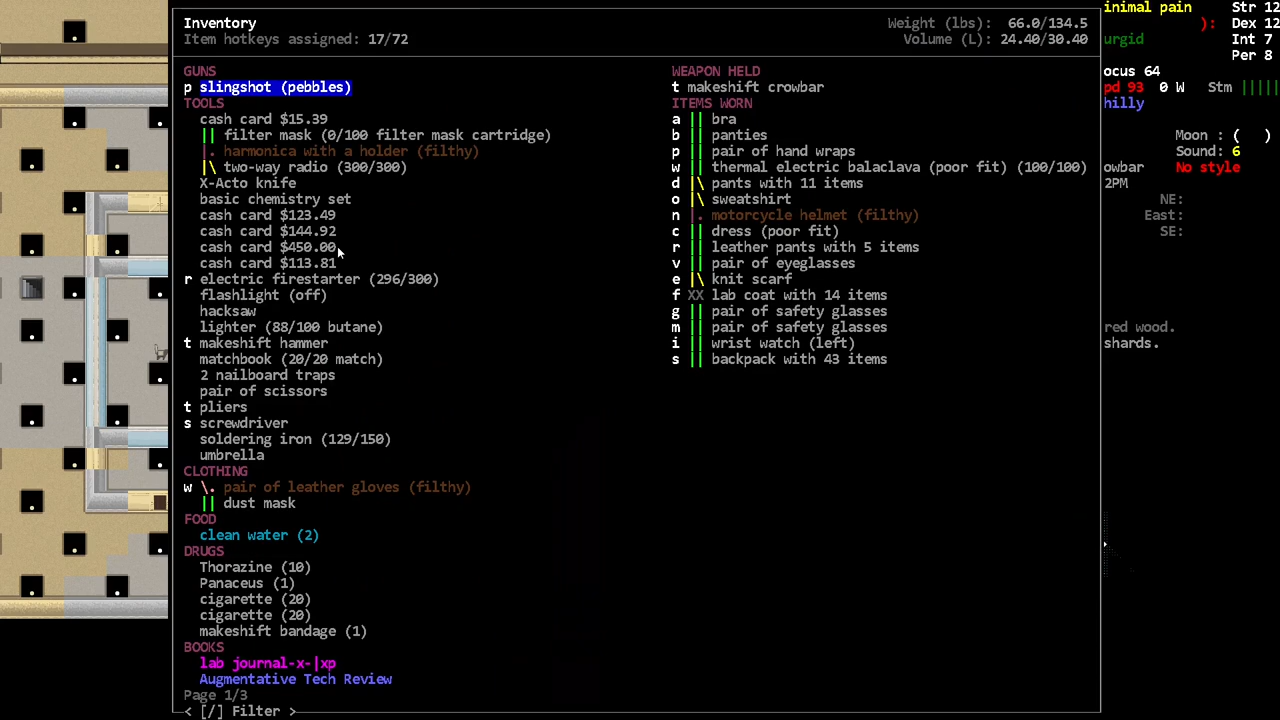 Inventory
Item hotkeys assigned: 17/72
Weight (lbs): 66.0/134.5
Volume (L): 24.40/30.40
GUNS
p slingshot (pebbles)
TOOLS
cash card $15.39
|| filter mask (0/100 filter mask cartridge)
|. harmonica with a holder (filthy)
|\ two-way radio (300/300)
X-Acto knife
basic chemistry set
cash card $123.49
cash card $144.92
cash card $450.00
cash card $113.81
r electric firestarter (296/300)
flashlight (off)
hacksaw
lighter (88/100 butane)
t makeshift hammer
matchbook (20/20 match)
2 nailboard traps
pair of scissors
t pliers
s screwdriver
soldering iron (129/150)
umbrella
CLOTHING
w \. pair of leather gloves (filthy)
|| dust mask
FOOD
clean water (2)
DRUGS
Thorazine (10)
Panaceus (1)
cigarette (20)
cigarette (20)
makeshift bandage (1)
BOOKS
lab journal-x-|xp
Augmentative Tech Review
Page 1/3
< [/] Filter >
WEAPON HELD
t makeshift crowbar
ITEMS WORN
a || bra
b || panties
p || pair of hand wraps
w || thermal electric balaclava (poor fit) (100/100)
d |\ pants with 11 items
o |\ sweatshirt
n |. motorcycle helmet (filthy)
c || dress (poor fit)
r || leather pants with 5 items
v || pair of eyeglasses
e |\ knit scarf
f XX lab coat with 14 items
g || pair of safety glasses
m || pair of safety glasses
i || wrist watch (left)
s || backpack with 43 items
inimal pain
):
urgid
Str 12
Dex 12
Int 7
Per 8
ocus 64
pd 93 0 W Stm |||||
hilly
Moon : ( )
Sound: 6
owbar No style
2PM
NE:
East:
SE:
red wood.
shards.